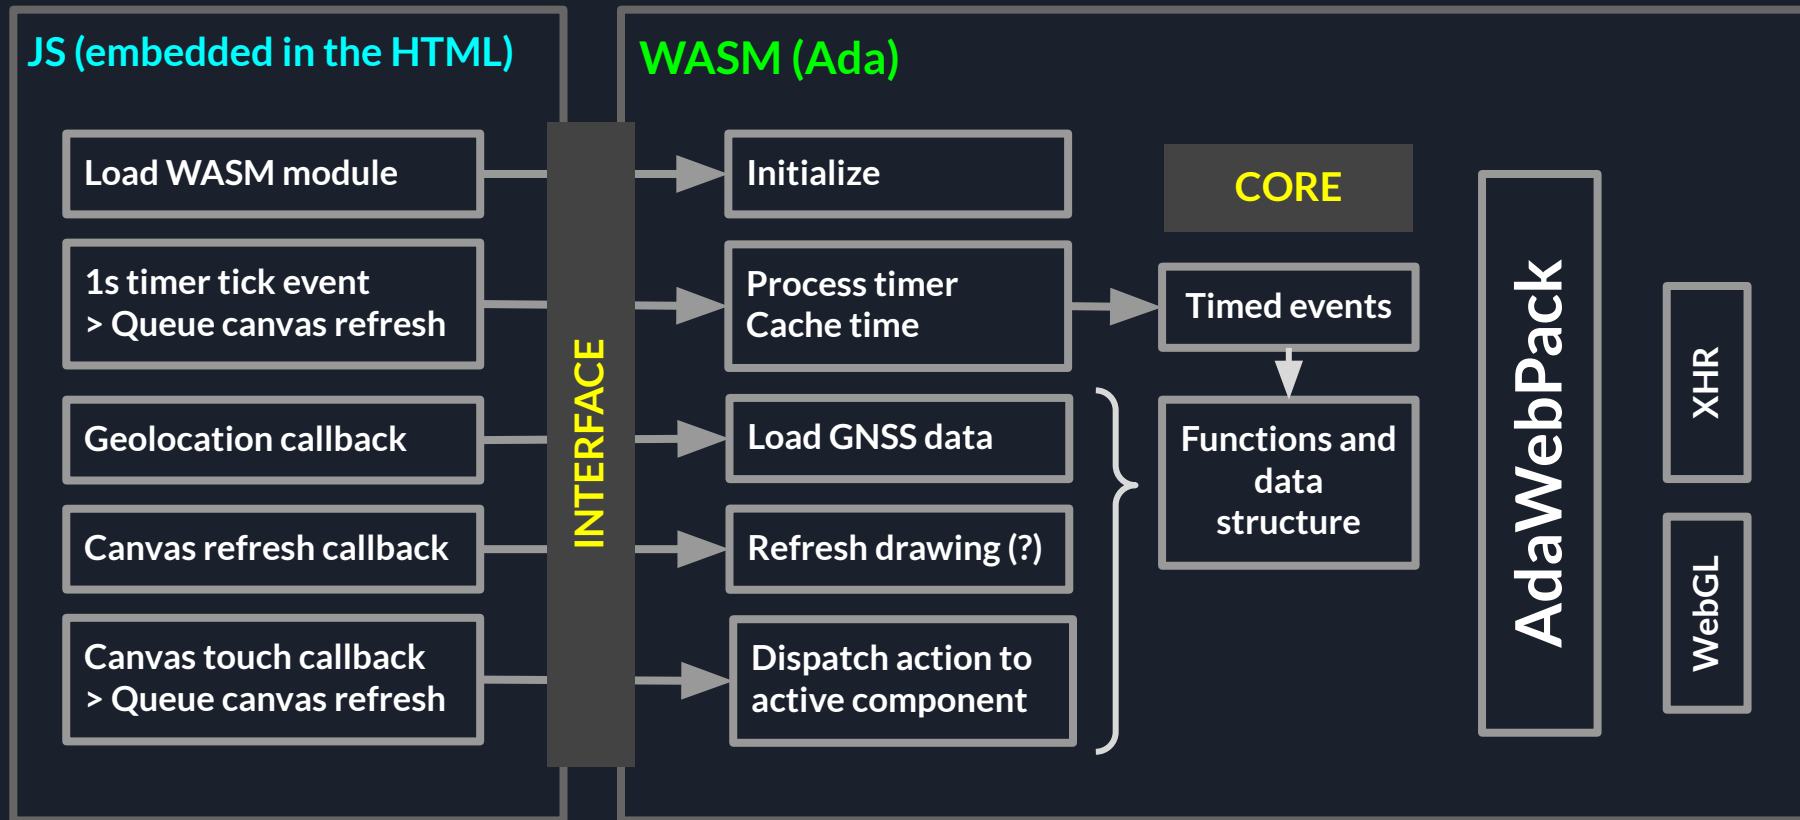 JS (embedded in the HTML)
Load WASM module
1s timer tick event
> Queue canvas refresh
Geolocation callback
Canvas refresh callback
Canvas touch callback
> Queue canvas refresh
INTERFACE
WASM (Ada)
Initialize
Process timer
Cache time
Load GNSS data
Refresh drawing (?)
Dispatch action to
active component
CORE
Timed events
Functions and
data
structure
AdaWebPack
XHR
WebGL